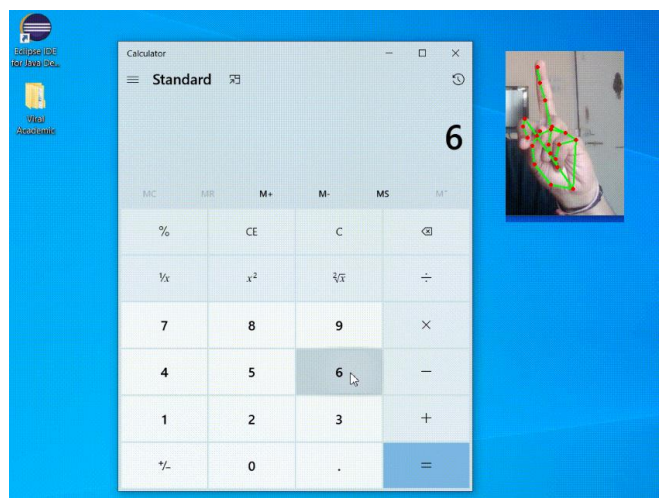 Eclipse IDE
for Java De...
Viral
Academic
Calculator
Standard
6
MC MR M+ M- MS M˅
% CE C
¹/x x² ²√x ÷
7 8 9 ×
4 5 6 −
1 2 3 +
+/− 0 . =